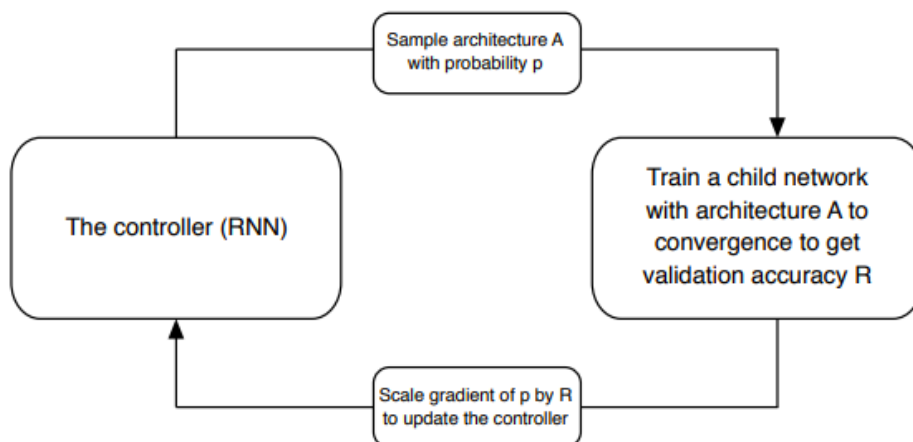 Sample architecture A
with probability p
The controller (RNN)
Train a child network
with architecture A to
convergence to get
validation accuracy R
Scale gradient of p by R
to update the controller